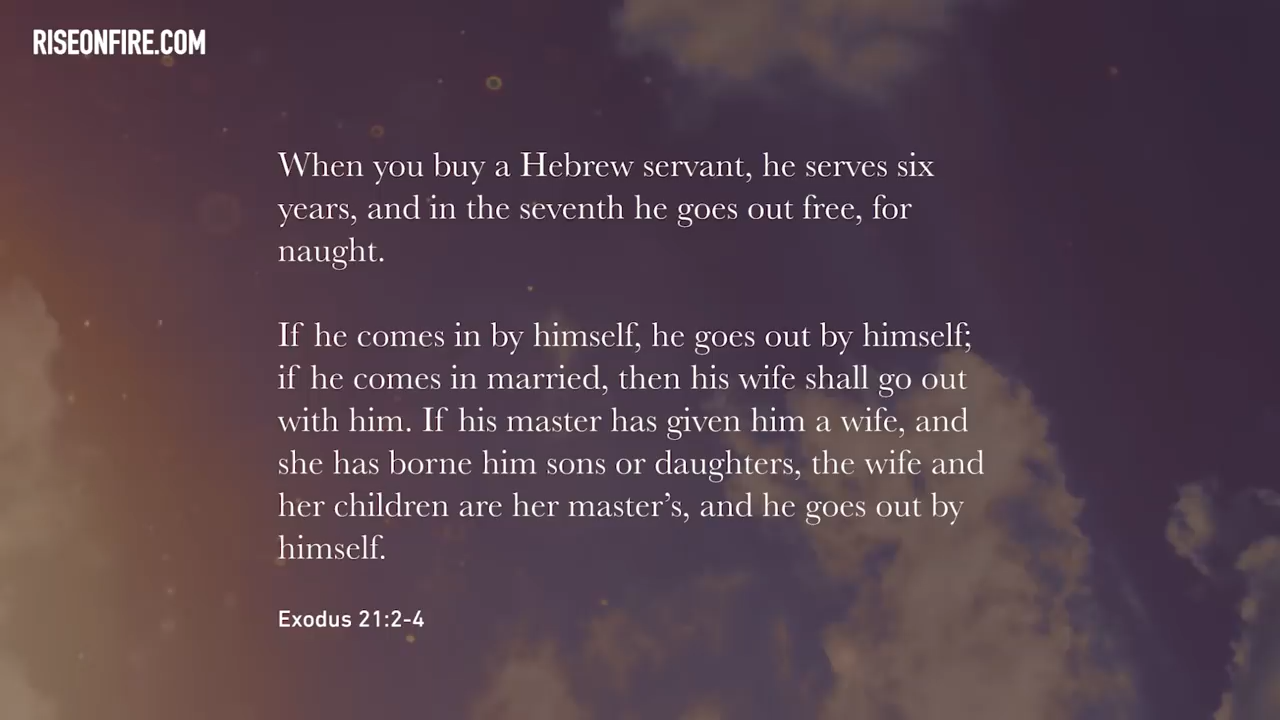 RISEONFIRE.COM
When you buy a Hebrew servant, he serves six
years, and in the seventh he goes out free, for
naught.
If he comes in by himself, he goes out by himself;
if he comes in married, then his wife shall go out
with him. If his master has given him a wife, and
she has borne him sons or daughters, the wife and
her children are her master’s, and he goes out by
himself.
Exodus 21:2-4